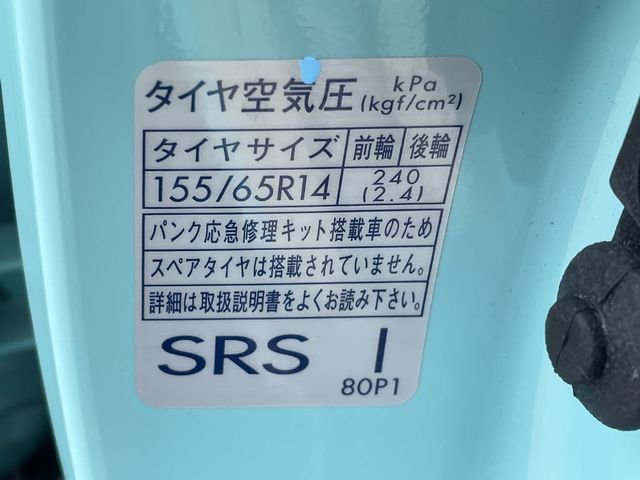 タイヤ空気圧 kPa
(kgf/cm²)
タイヤサイズ 前輪 後輪
155/65R14 240
(2.4)
パンク応急修理キット搭載車のため
スペアタイヤは搭載されていません。
詳細は取扱説明書をよくお読み下さい。
SRS I
80P1